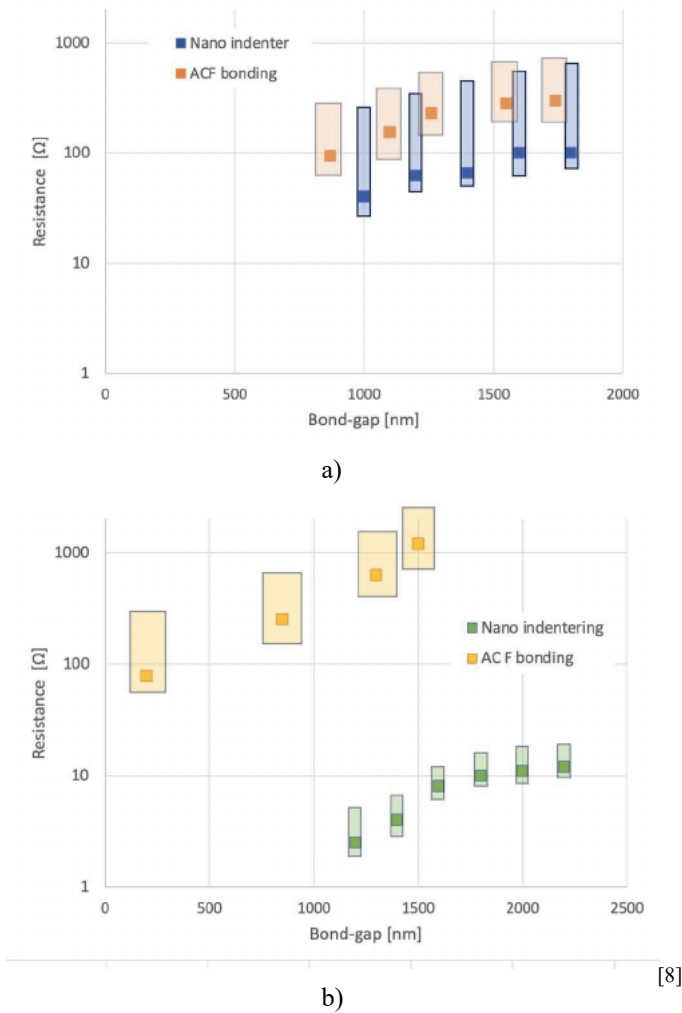 1000
Nano indenter
ACF bonding
100
Resistance [Ω]
10
1
0 500 1000 1500 2000
Bond-gap [nm]
a)
1000
Nano indentering
AC F bonding
100
Resistance [Ω]
10
1
0 500 1000 1500 2000 2500
Bond-gap [nm]
[8]
b)